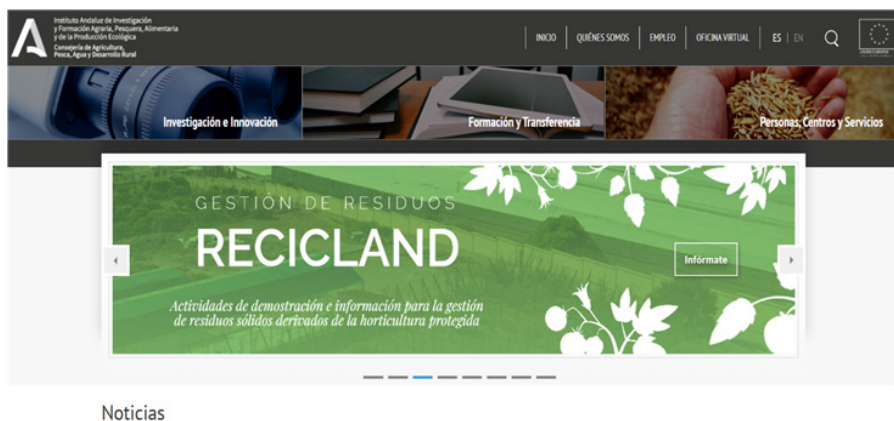 Instituto Andaluz de Investigación
y Formación Agraria, Pesquera, Alimentaria
y de la Producción Ecológica
Consejería de Agricultura,
Pesca, Agua y Desarrollo Rural
INICIO
QUIÉNES SOMOS
EMPLEO
OFICINA VIRTUAL
ES | EN
Investigación e Innovación
Formación y Transferencia
Personas, Centros y Servicios
GESTIÓN DE RESIDUOS
RECICLAND
Infórmate
Actividades de demostración e información para la gestión
de residuos sólidos derivados de la horticultura protegida
Noticias